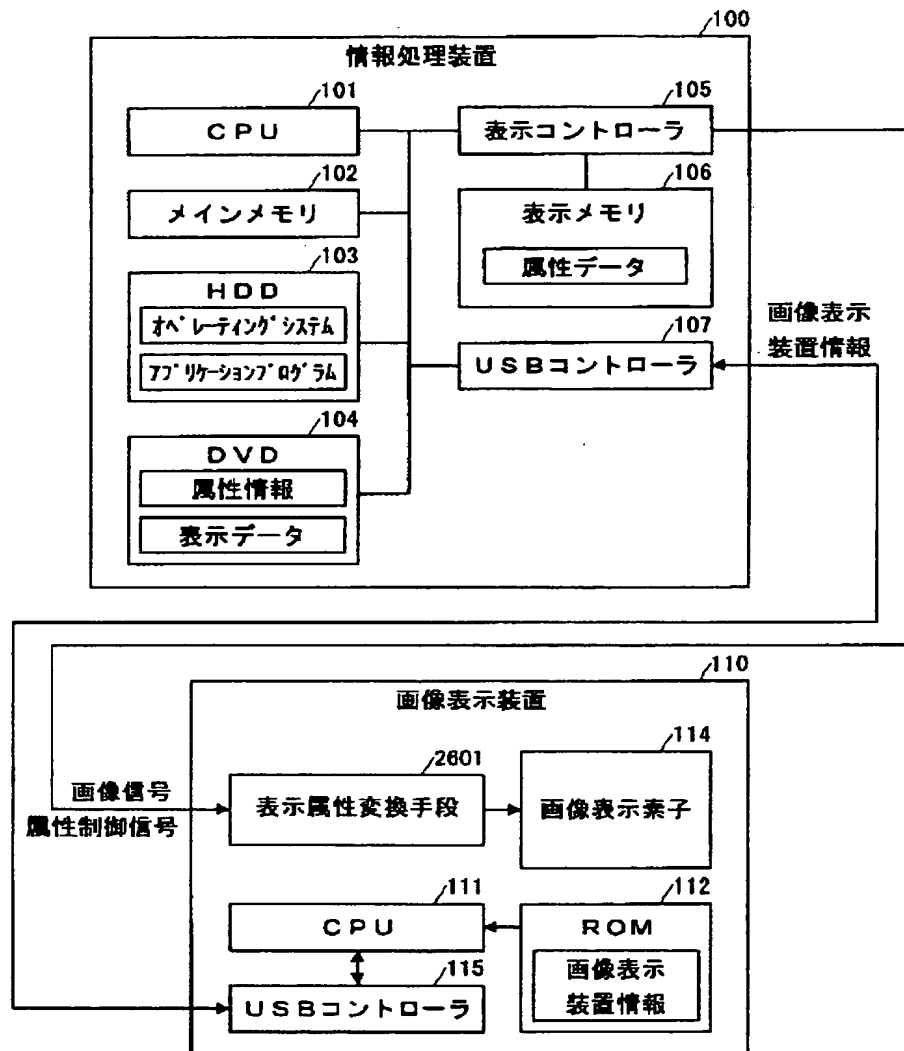 100
情報処理装置
101
CPU
105
表示コントローラ
102
メインメモリ
106
表示メモリ
属性データ
103
HDD
オペレーティングシステム
アプリケーションプログラム
107
USBコントローラ
画像表示
装置情報
104
DVD
属性情報
表示データ
110
画像表示装置
画像信号
属性制御信号
2601
表示属性変換手段
114
画像表示素子
111
CPU
112
ROM
画像表示
装置情報
115
USBコントローラ